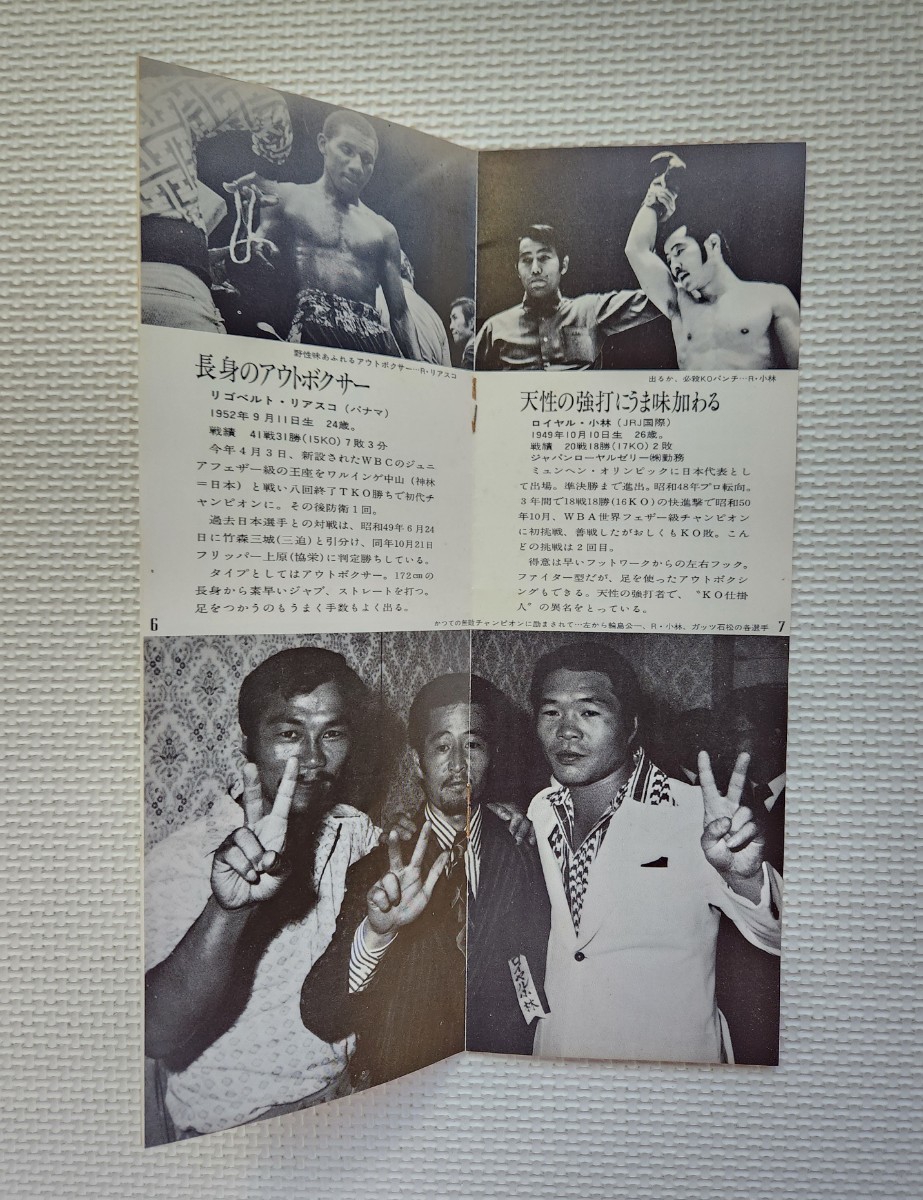 野性味あふれるアウトボクサー…R・リアスコ
長身のアウトボクサー
リゴベルト・リアスコ(パナマ)
1952年9月11日生 24歳。
戦績 41戦31勝(15KO)7敗3分
今年4月3日、新設されたWBCのジュニ
アフェザー級の王座をワルインゲ中山(神林
=日本)と戦い八回終了TKO勝ちで初代チ
ャンピオンに。その後防衛1回。
過去日本選手との対戦は、昭和49年6月24
日に竹森三城(三迫)と引分け、同年10月21日
フリッパー上原(協栄)に判定勝ちしている。
タイプとしてはアウトボクサー。172cmの
長身から素早いジャブ、ストレートを打つ。
足をつかうのもうまく手数もよく出る。
6
出るか、必殺KOパンチ…R・小林
天性の強打にうま味加わる
ロイヤル・小林(JRJ国際)
1949年10月10日生 26歳。
戦績 20戦18勝(17KO)2敗
ジャパンローヤルゼリー㈱勤務
ミュンヘン・オリンピックに日本代表とし
て出場。準決勝まで進出。昭和48年プロ転向。
3年間で18戦18勝(16KO)の快進撃で昭和50
年10月、WBA世界フェザー級チャンピオン
に初挑戦、善戦したがおしくもKO敗。こん
どの挑戦は2回目。
得意は早いフットワークからの左右フック。
ファイター型だが、足を使ったアウトボクシ
ングもできる。天性の強打者で、“KO仕掛
人”の異名をとっている。
7
かつての世界チャンピオンに励まされて…左から輪島公一、R・小林、ガッツ石松の各選手
ロイヤル小林